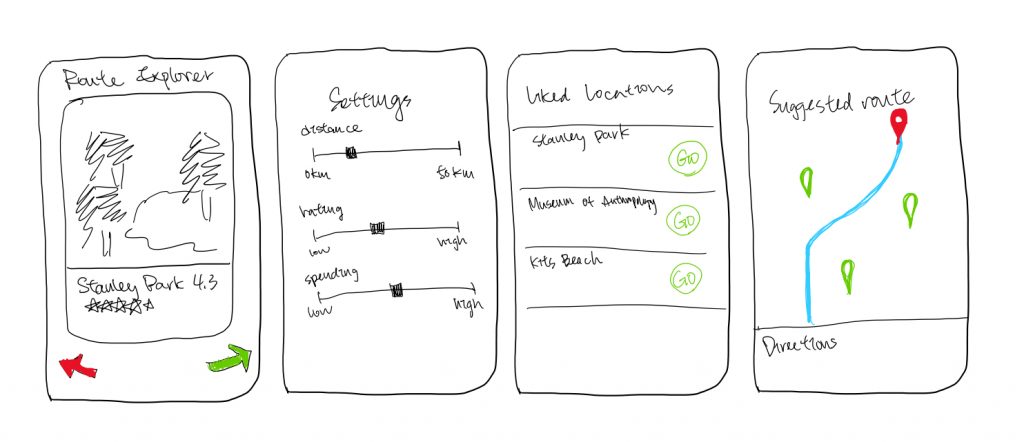 Route Explorer
Stanley Park 4.3
Settings
distance
0km 50km
rating
low high
spending
low high
Liked Locations
Stanley Park
GO
Museum of Anthropology
GO
Kits Beach
GO
Suggested route
Directions